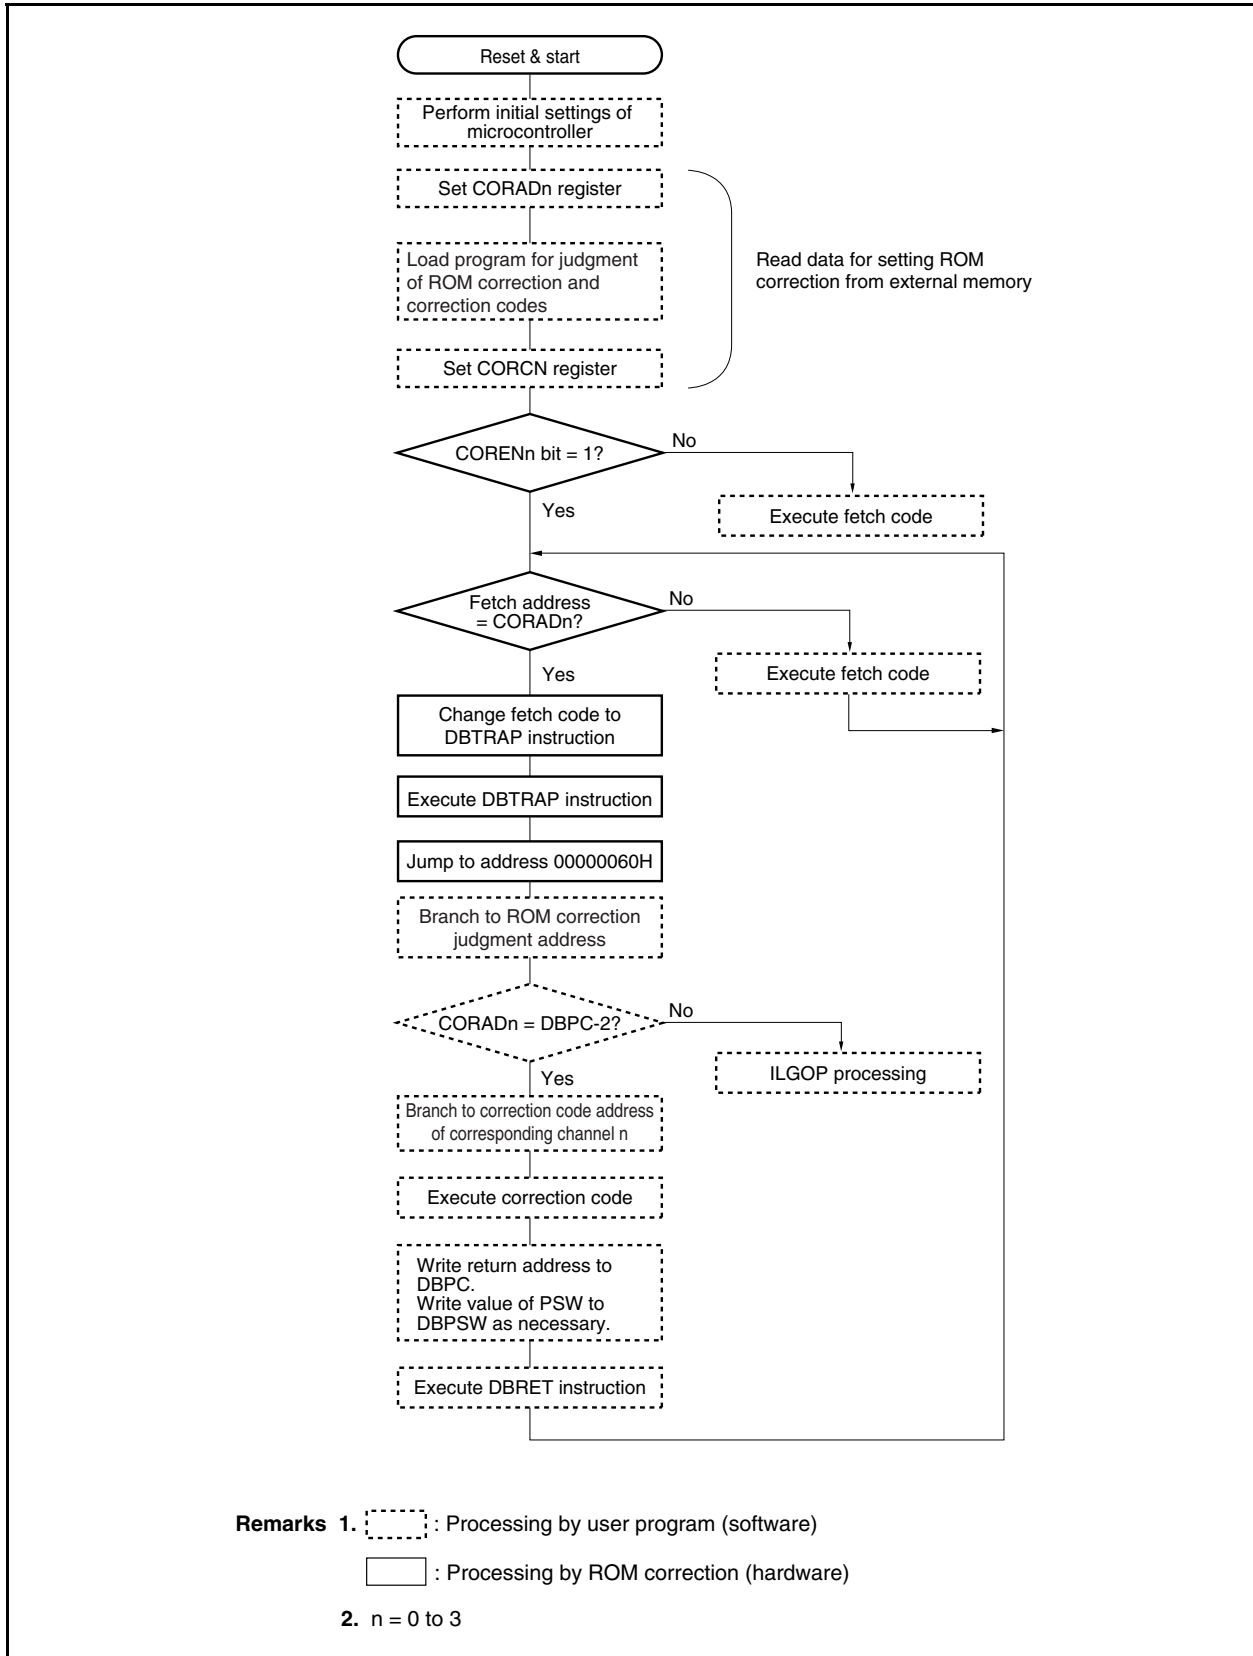 Reset & start
Perform initial settings of
microcontroller
Set CORADn register
Load program for judgment
of ROM correction and
correction codes
Read data for setting ROM
correction from external memory
Set CORCN register
CORENn bit = 1?
No
Yes
Execute fetch code
Fetch address
= CORADn?
No
Yes
Execute fetch code
Change fetch code to
DBTRAP instruction
Execute DBTRAP instruction
Jump to address 00000060H
Branch to ROM correction
judgment address
CORADn = DBPC-2?
No
Yes
ILGOP processing
Branch to correction code address
of corresponding channel n
Execute correction code
Write return address to
DBPC.
Write value of PSW to
DBPSW as necessary.
Execute DBRET instruction
Remarks 1. : Processing by user program (software)
: Processing by ROM correction (hardware)
2. n = 0 to 3